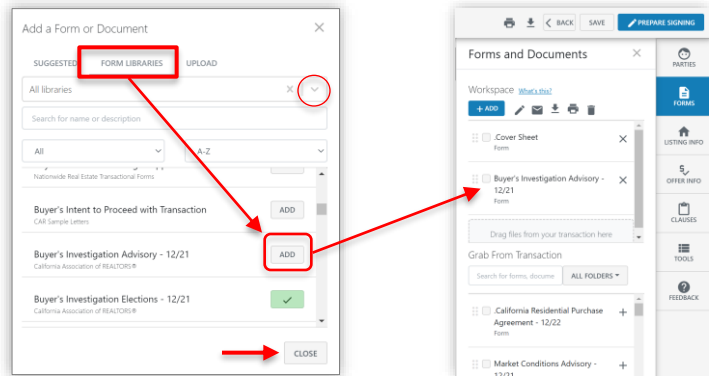 Add a Form or Document
SUGGESTED FORM LIBRARIES UPLOAD
All libraries
Search for name or description
All A-Z
Nationwide Real Estate Transactional Forms
Buyer's Intent to Proceed with Transaction ADD
CAR Sample Letters
Buyer's Investigation Advisory - 12/21 ADD
California Association of REALTORS®
Buyer's Investigation Elections - 12/21
California Association of REALTORS®
CLOSE
BACK SAVE PREPARE SIGNING
Forms and Documents
Workspace What's this?
+ ADD
.Cover Sheet
Form
Buyer's Investigation Advisory -
12/21
Form
Drag files from your transaction here
Grab From Transaction
Search for forms, docume ALL FOLDERS
.California Residential Purchase
Agreement - 12/22
Form
Market Conditions Advisory -
12/21
PARTIES
FORMS
LISTING INFO
OFFER INFO
CLAUSES
TOOLS
FEEDBACK